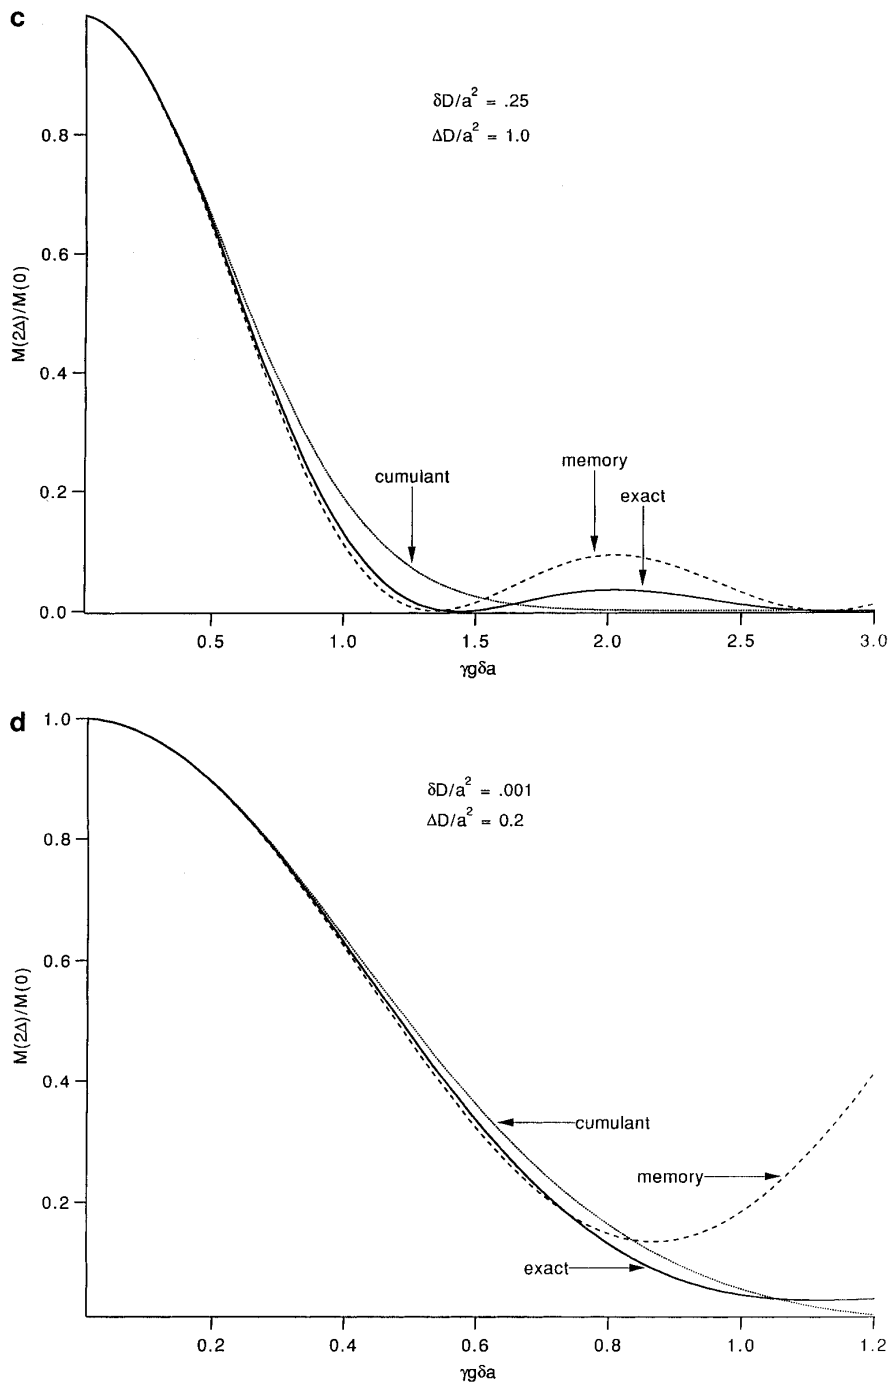 c
δD/a² = .25
ΔD/a² = 1.0
0.8
0.6
0.4
0.2
0.0
M(2Δ)/M(0)
cumulant
memory
exact
0.5
1.0
1.5
2.0
2.5
3.0
γgδa
d
δD/a² = .001
ΔD/a² = 0.2
1.0
0.8
0.6
0.4
0.2
M(2Δ)/M(0)
cumulant
memory
exact
0.2
0.4
0.6
0.8
1.0
1.2
γgδa